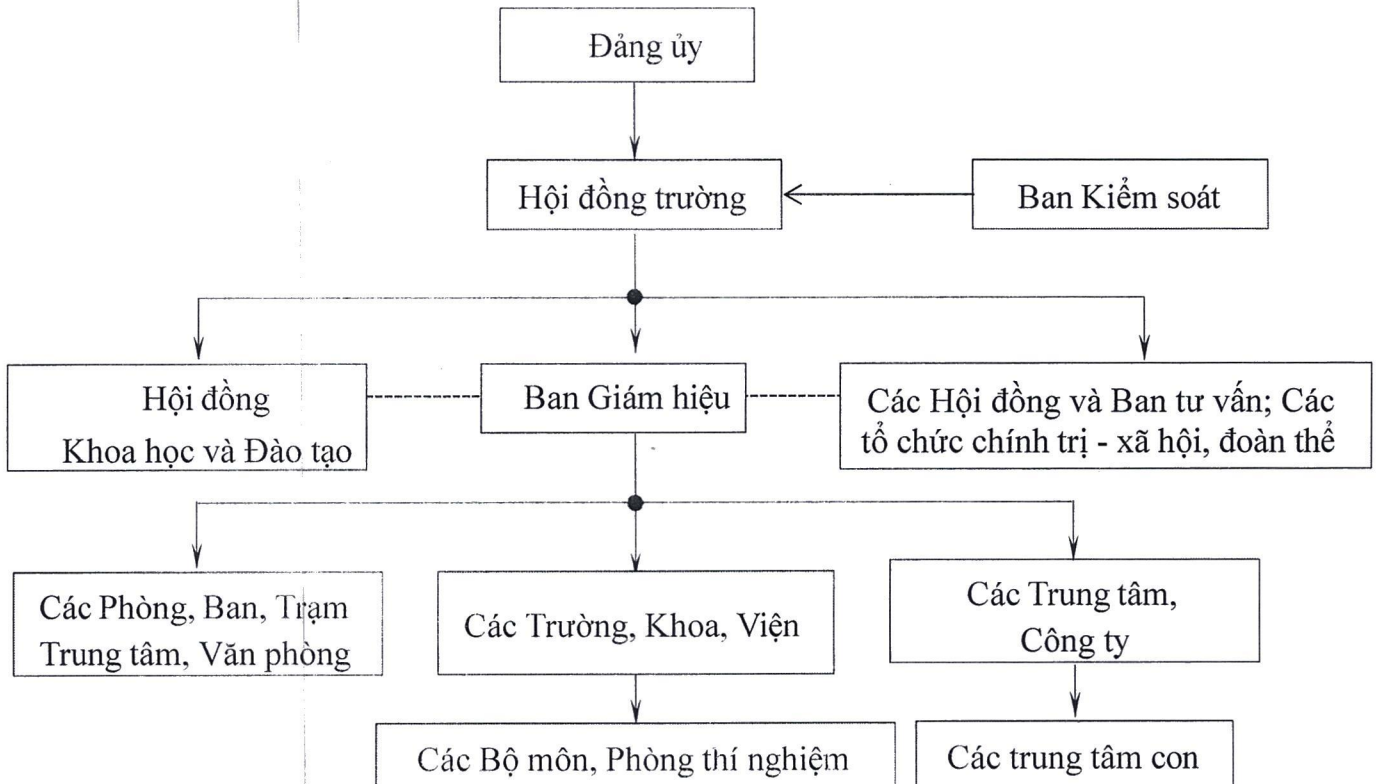 Đảng ủy
Hội đồng trường
Ban Kiểm soát
Hội đồng
Khoa học và Đào tạo
Ban Giám hiệu
Các Hội đồng và Ban tư vấn; Các
tổ chức chính trị - xã hội, đoàn thể
Các Phòng, Ban, Trạm
Trung tâm, Văn phòng
Các Trường, Khoa, Viện
Các Trung tâm,
Công ty
Các Bộ môn, Phòng thí nghiệm
Các trung tâm con